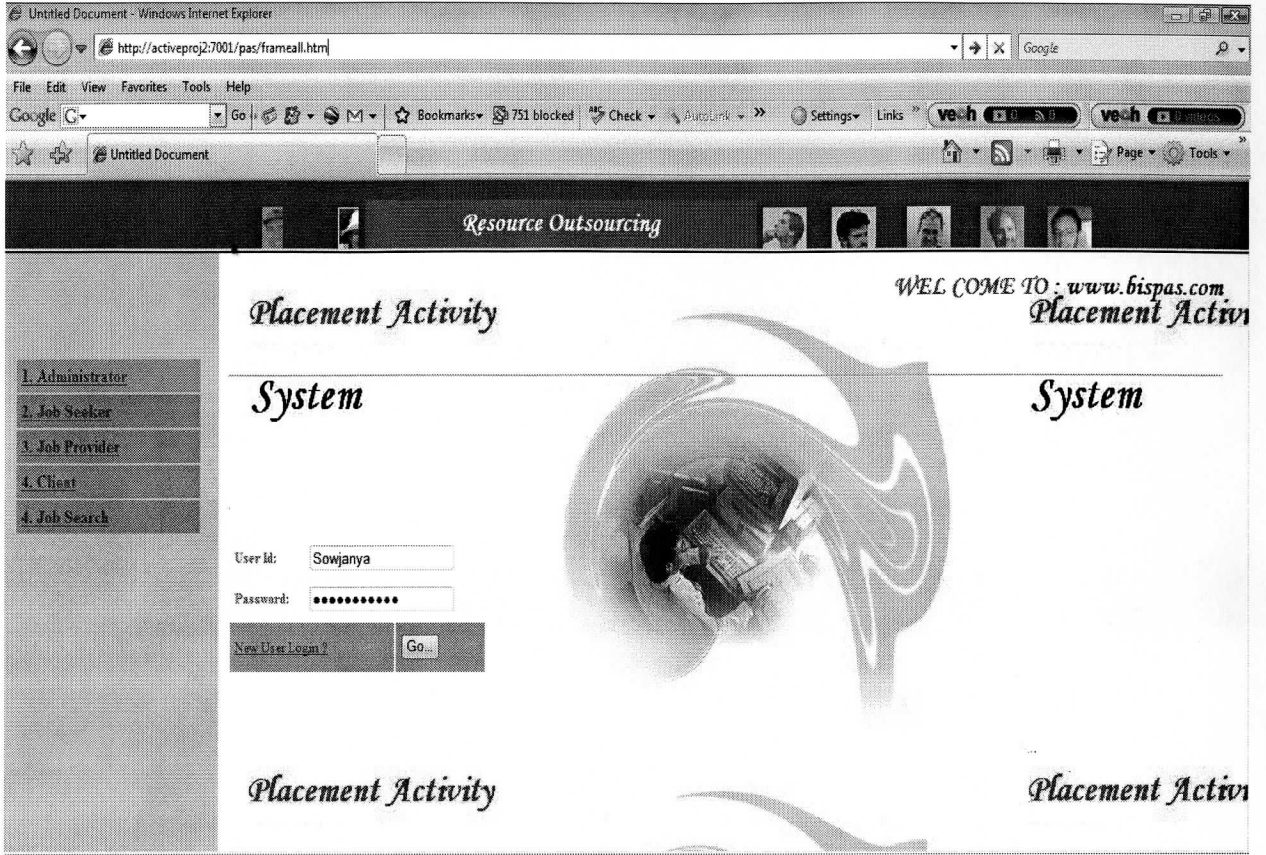 Untitled Document - Windows Internet Explorer
http://activeproj2:7001/pas/frameall.htm
Google
File Edit View Favorites Tools Help
Google G Go 751 blocked Bookmarks Check AutoLink » Settings Links »
Untitled Document
Page Tools »
Resource Outsourcing
WEL COME TO : www.bispas.com
Placement Activity
Placement Activ
1. Administrator
2. Job Seeker
3. Job Provider
4. Client
4. Job Search
System
System
User Id: Sowjanya
Password: •••••••••••
New User Login ? Go...
Placement Activity
Placement Activ